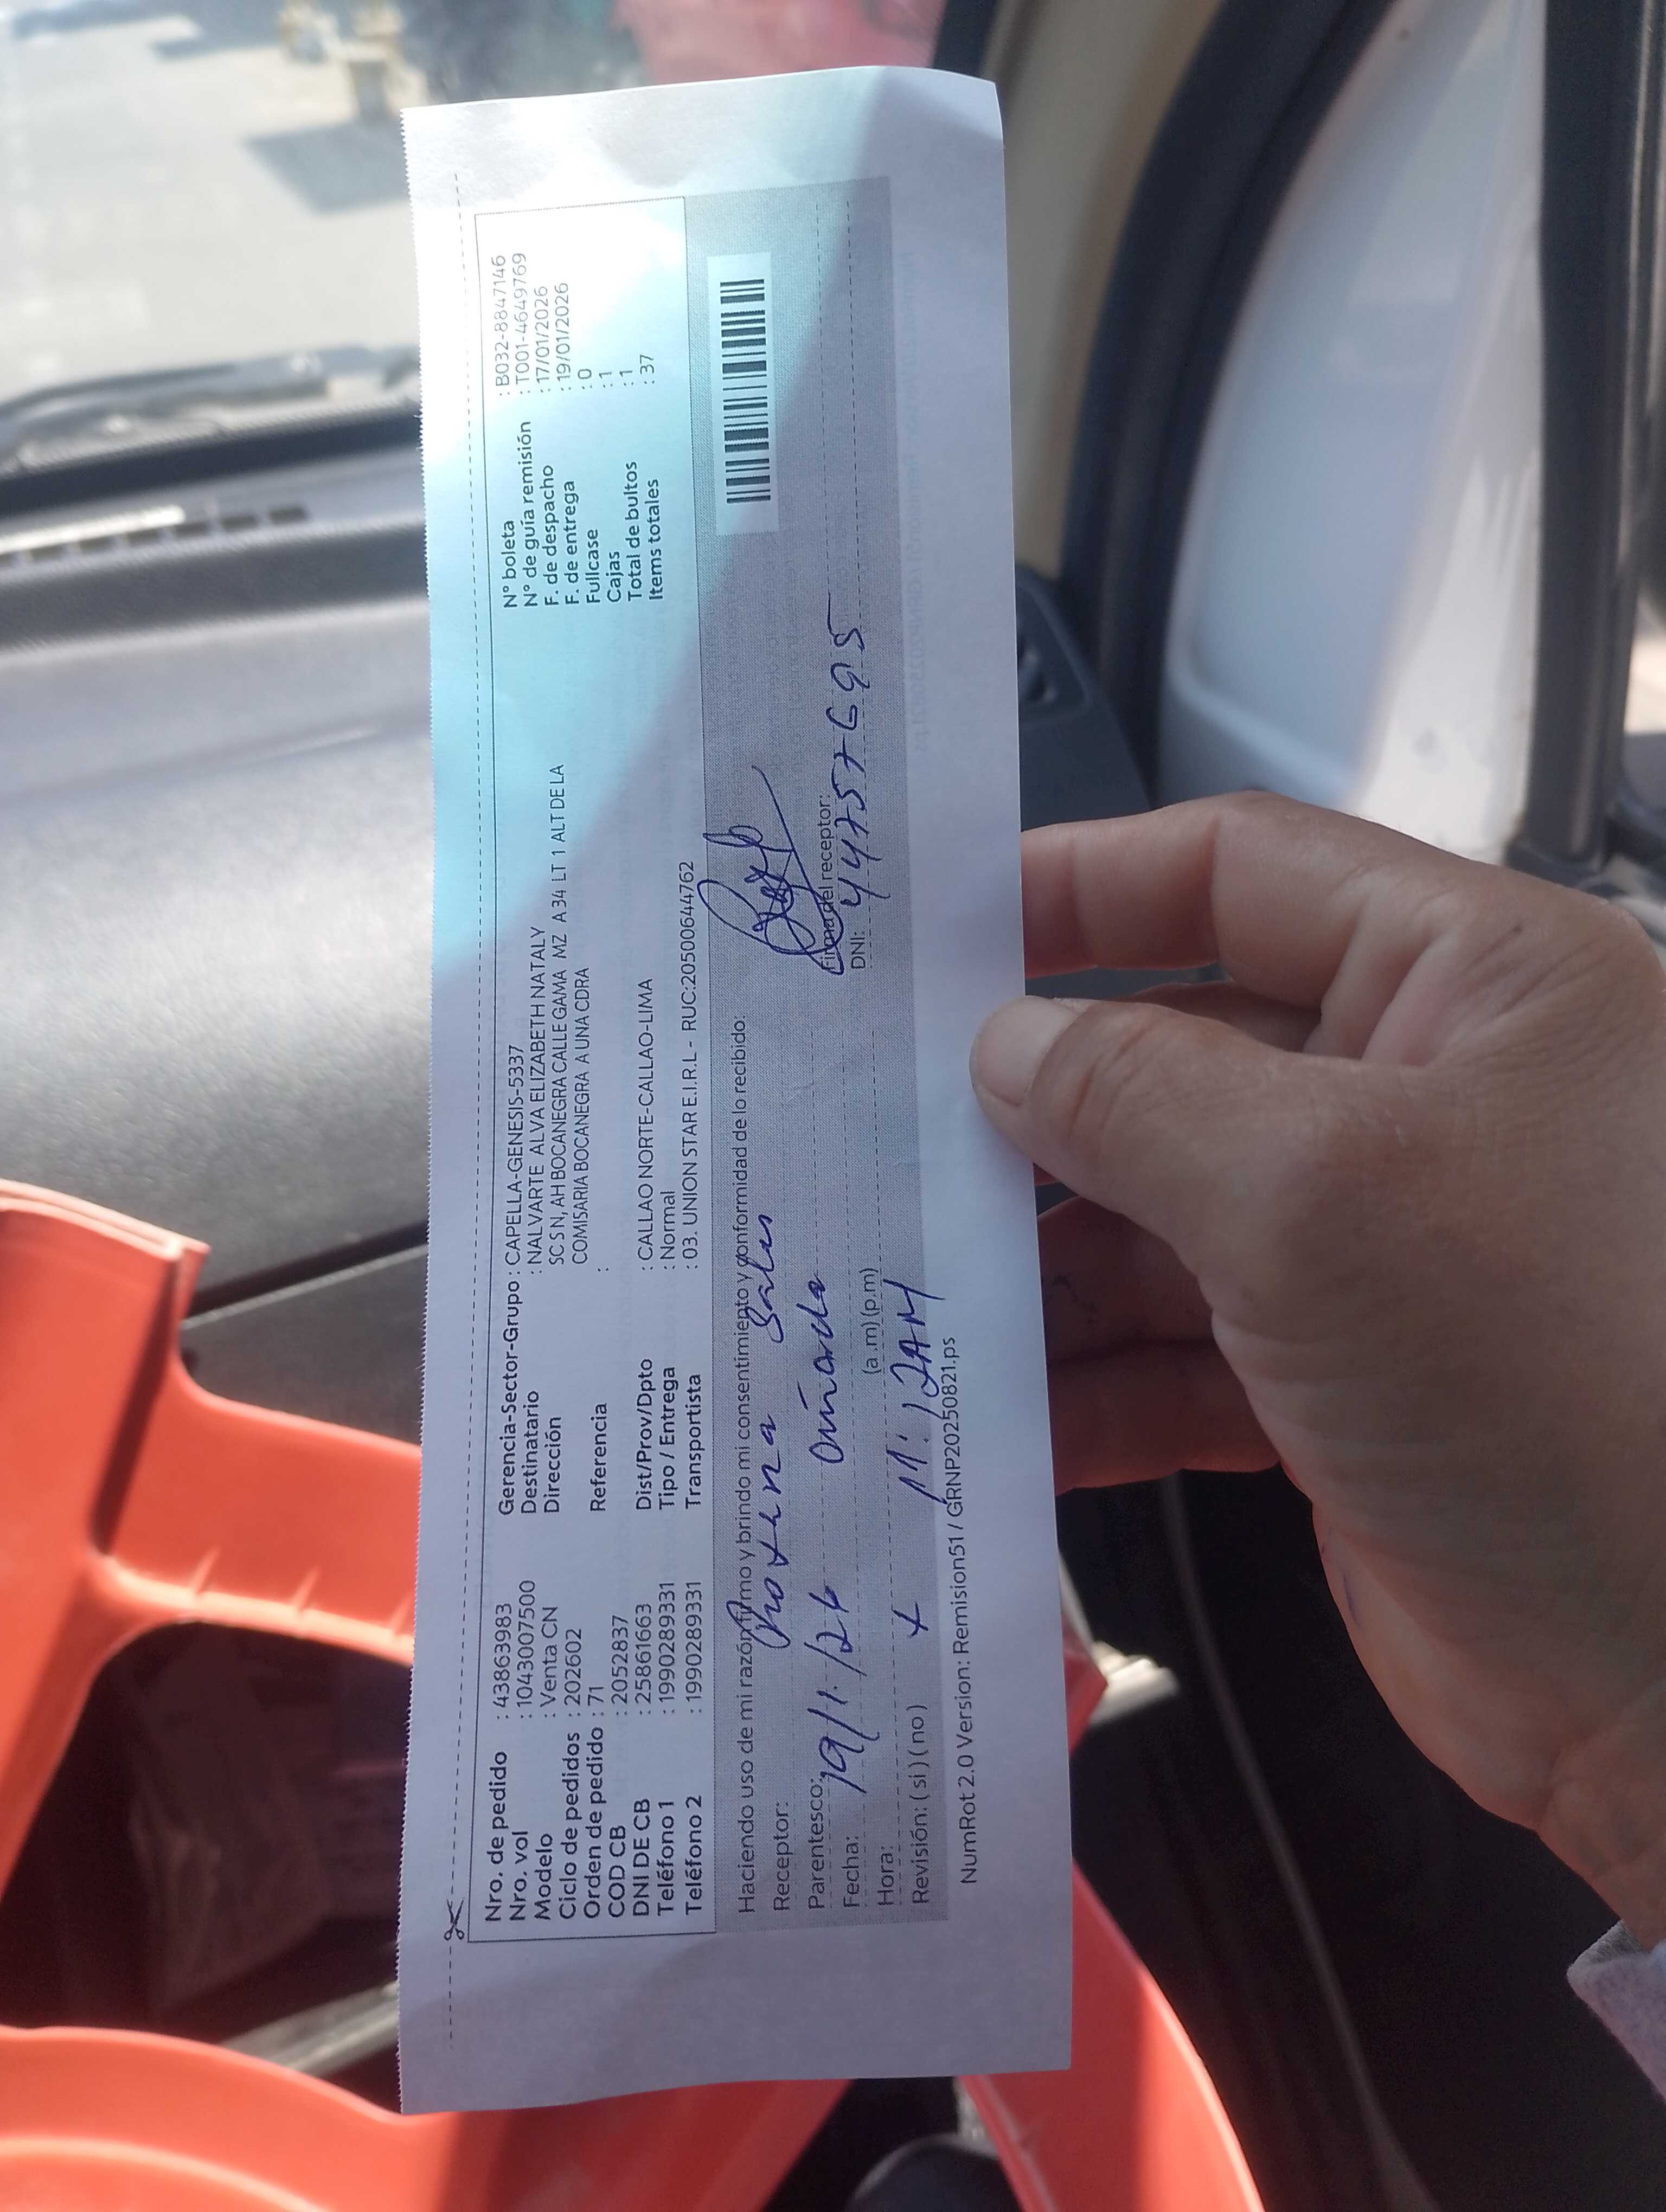 Nro. de pedido : 43863983
Nro. vol : 1043007500
Modelo : Venta CN
Ciclo de pedidos : 202602
Orden de pedido : 71
COD CB : 2052837
DNI DE CB : 25861663
Teléfono 1 : 1990289331
Teléfono 2 : 1990289331
Gerencia-Sector-Grupo : CAPELLA-GENESIS-5337
Destinatario : NALVARTE ALVA ELIZABETH NATALY
Dirección SC SN, AH BOCANEGRA CALLE GAMA MZ A 34 LT 1 ALT DE LA
COMISARIA BOCANEGRA A UNA CDRA
Referencia :
Dist/Prov/Dpto : CALLAO NORTE-CALLAO-LIMA
Tipo / Entrega : Normal
Transportista : 03. UNION STAR E.I.R.L - RUC:20500644762
N° boleta : B032-8847146
N° de guía remisión : T001-4649769
F. de despacho : 17/01/2026
F. de entrega : 19/01/2026
Fullcase : 0
Cajas : 1
Total de bultos : 1
Items totales : 37
Haciendo uso de mi razón firmo y brindo mi consentimiento y conformidad de lo recibido:
Receptor:
Parentesco:
Fecha: 19/1/26
Hora: (a .m) (p.m)
11:12AM
Revisión: ( si ) ( no )
Firma del receptor:
DNI: 44757695
NumRot 2.0 Version: Remision51 / GRNP20250821.ps